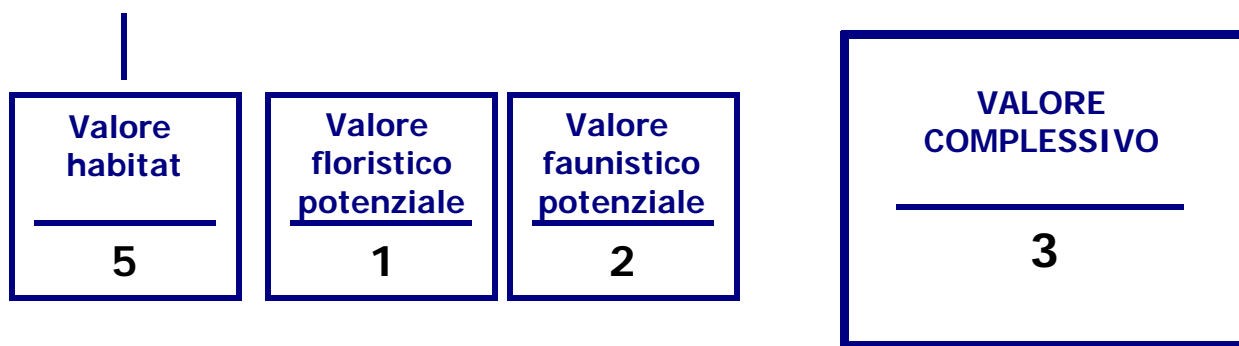 Valore
habitat
5
Valore
floristico
potenziale
1
Valore
faunistico
potenziale
2
VALORE
COMPLESSIVO
3